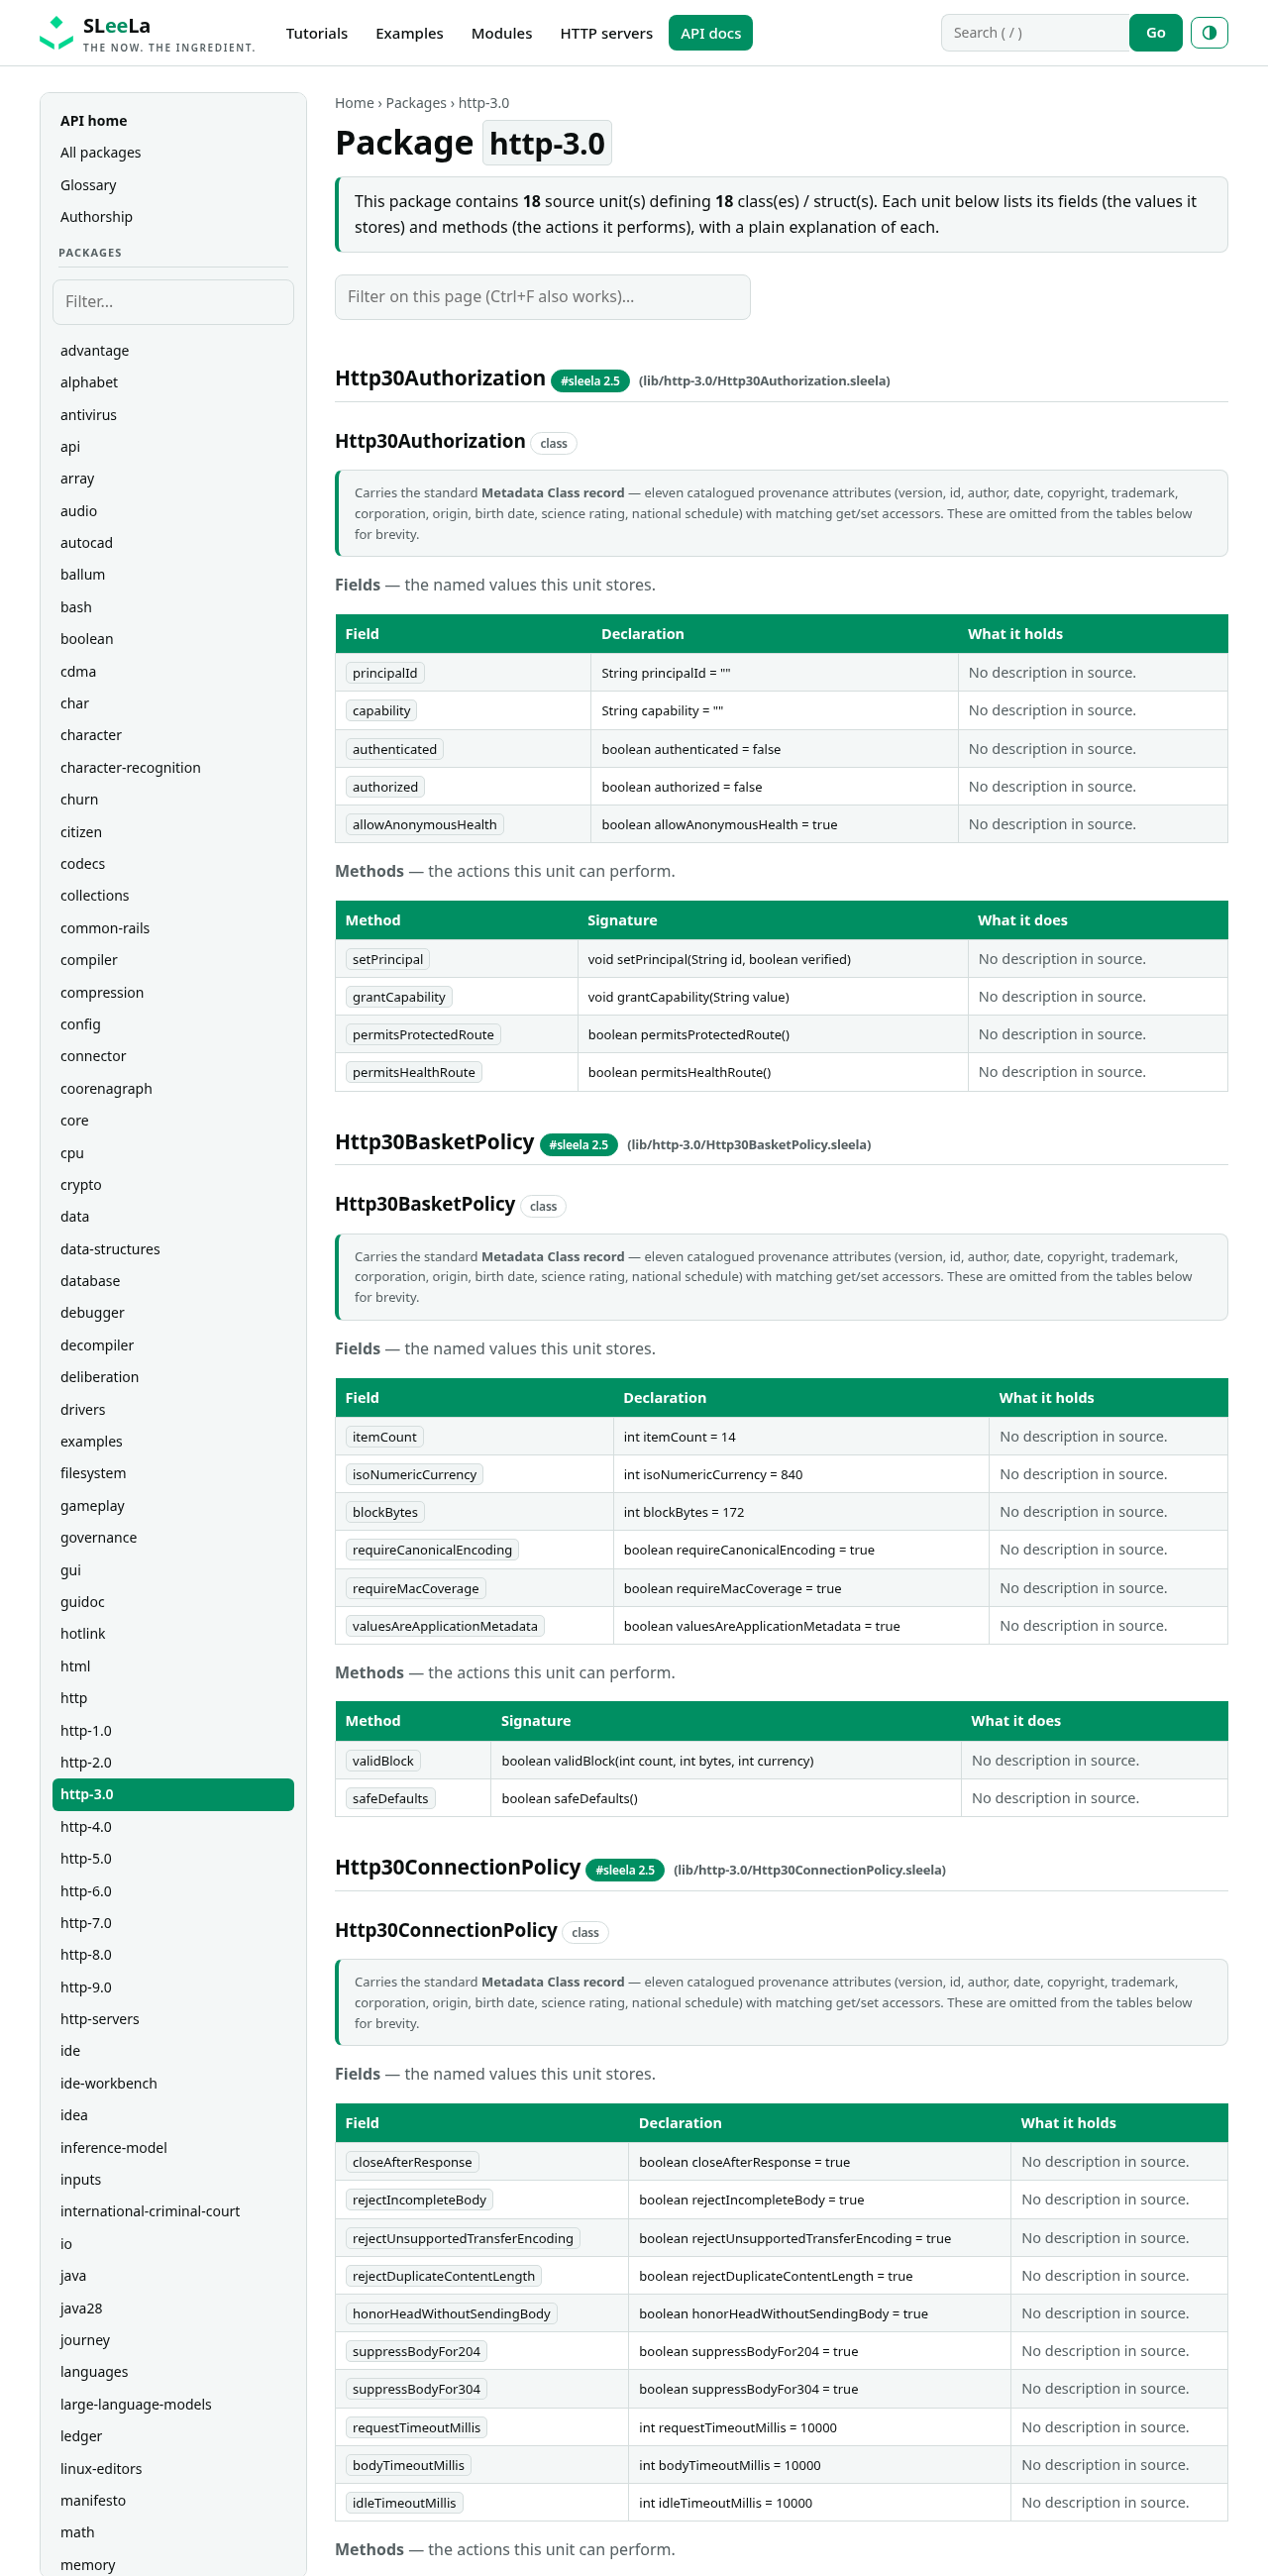 SLeeLa
THE NOW. THE INGREDIENT.
Tutorials
Examples
Modules
HTTP servers
API docs
Search ( / )
Go
API home
All packages
Glossary
Authorship
PACKAGES
Filter...
advantage
alphabet
antivirus
api
array
audio
autocad
ballum
bash
boolean
cdma
char
character
character-recognition
churn
citizen
codecs
collections
common-rails
compiler
compression
config
connector
coorenagraph
core
cpu
crypto
data
data-structures
database
debugger
decompiler
deliberation
drivers
examples
filesystem
gameplay
governance
gui
guidoc
hotlink
html
http
http-1.0
http-2.0
http-3.0
http-4.0
http-5.0
http-6.0
http-7.0
http-8.0
http-9.0
http-servers
ide
ide-workbench
idea
inference-model
inputs
international-criminal-court
io
java
java28
journey
languages
large-language-models
ledger
linux-editors
manifesto
math
memory
Home › Packages › http-3.0
Package http-3.0
This package contains 18 source unit(s) defining 18 class(es) / struct(s). Each unit below lists its fields (the values it
stores) and methods (the actions it performs), with a plain explanation of each.
Filter on this page (Ctrl+F also works)...
Http30Authorization #sleela 2.5 (lib/http-3.0/Http30Authorization.sleela)
Http30Authorization class
Carries the standard Metadata Class record — eleven catalogued provenance attributes (version, id, author, date, copyright, trademark,
corporation, origin, birth date, science rating, national schedule) with matching get/set accessors. These are omitted from the tables below
for brevity.
Fields — the named values this unit stores.
Field Declaration What it holds
principalId String principalId = "" No description in source.
capability String capability = "" No description in source.
authenticated boolean authenticated = false No description in source.
authorized boolean authorized = false No description in source.
allowAnonymousHealth boolean allowAnonymousHealth = true No description in source.
Methods — the actions this unit can perform.
Method Signature What it does
setPrincipal void setPrincipal(String id, boolean verified) No description in source.
grantCapability void grantCapability(String value) No description in source.
permitsProtectedRoute boolean permitsProtectedRoute() No description in source.
permitsHealthRoute boolean permitsHealthRoute() No description in source.
Http30BasketPolicy #sleela 2.5 (lib/http-3.0/Http30BasketPolicy.sleela)
Http30BasketPolicy class
Carries the standard Metadata Class record — eleven catalogued provenance attributes (version, id, author, date, copyright, trademark,
corporation, origin, birth date, science rating, national schedule) with matching get/set accessors. These are omitted from the tables below
for brevity.
Fields — the named values this unit stores.
Field Declaration What it holds
itemCount int itemCount = 14 No description in source.
isoNumericCurrency int isoNumericCurrency = 840 No description in source.
blockBytes int blockBytes = 172 No description in source.
requireCanonicalEncoding boolean requireCanonicalEncoding = true No description in source.
requireMacCoverage boolean requireMacCoverage = true No description in source.
valuesAreApplicationMetadata boolean valuesAreApplicationMetadata = true No description in source.
Methods — the actions this unit can perform.
Method Signature What it does
validBlock boolean validBlock(int count, int bytes, int currency) No description in source.
safeDefaults boolean safeDefaults() No description in source.
Http30ConnectionPolicy #sleela 2.5 (lib/http-3.0/Http30ConnectionPolicy.sleela)
Http30ConnectionPolicy class
Carries the standard Metadata Class record — eleven catalogued provenance attributes (version, id, author, date, copyright, trademark,
corporation, origin, birth date, science rating, national schedule) with matching get/set accessors. These are omitted from the tables below
for brevity.
Fields — the named values this unit stores.
Field Declaration What it holds
closeAfterResponse boolean closeAfterResponse = true No description in source.
rejectIncompleteBody boolean rejectIncompleteBody = true No description in source.
rejectUnsupportedTransferEncoding boolean rejectUnsupportedTransferEncoding = true No description in source.
rejectDuplicateContentLength boolean rejectDuplicateContentLength = true No description in source.
honorHeadWithoutSendingBody boolean honorHeadWithoutSendingBody = true No description in source.
suppressBodyFor204 boolean suppressBodyFor204 = true No description in source.
suppressBodyFor304 boolean suppressBodyFor304 = true No description in source.
requestTimeoutMillis int requestTimeoutMillis = 10000 No description in source.
bodyTimeoutMillis int bodyTimeoutMillis = 10000 No description in source.
idleTimeoutMillis int idleTimeoutMillis = 10000 No description in source.
Methods — the actions this unit can perform.